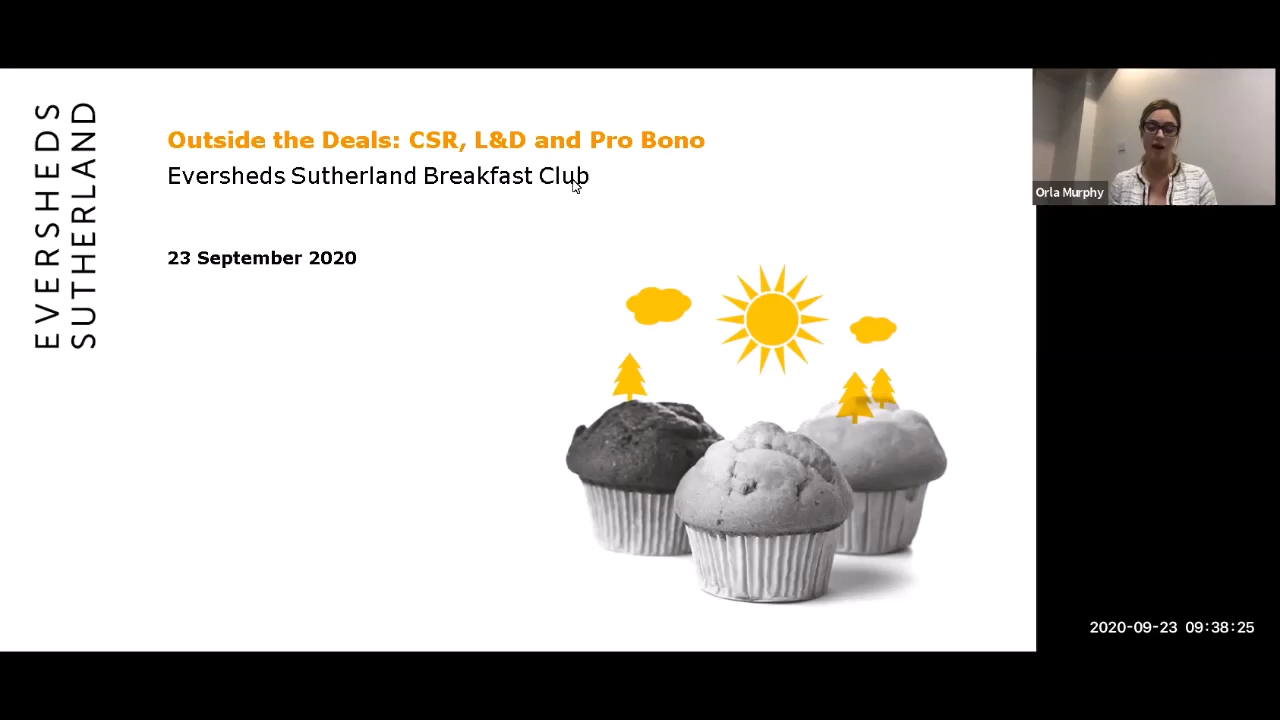 EVERSHEDS
SUTHERLAND
Outside the Deals: CSR, L&D and Pro Bono
Eversheds Sutherland Breakfast Club
23 September 2020
Orla Murphy
2020-09-23 09:38:25